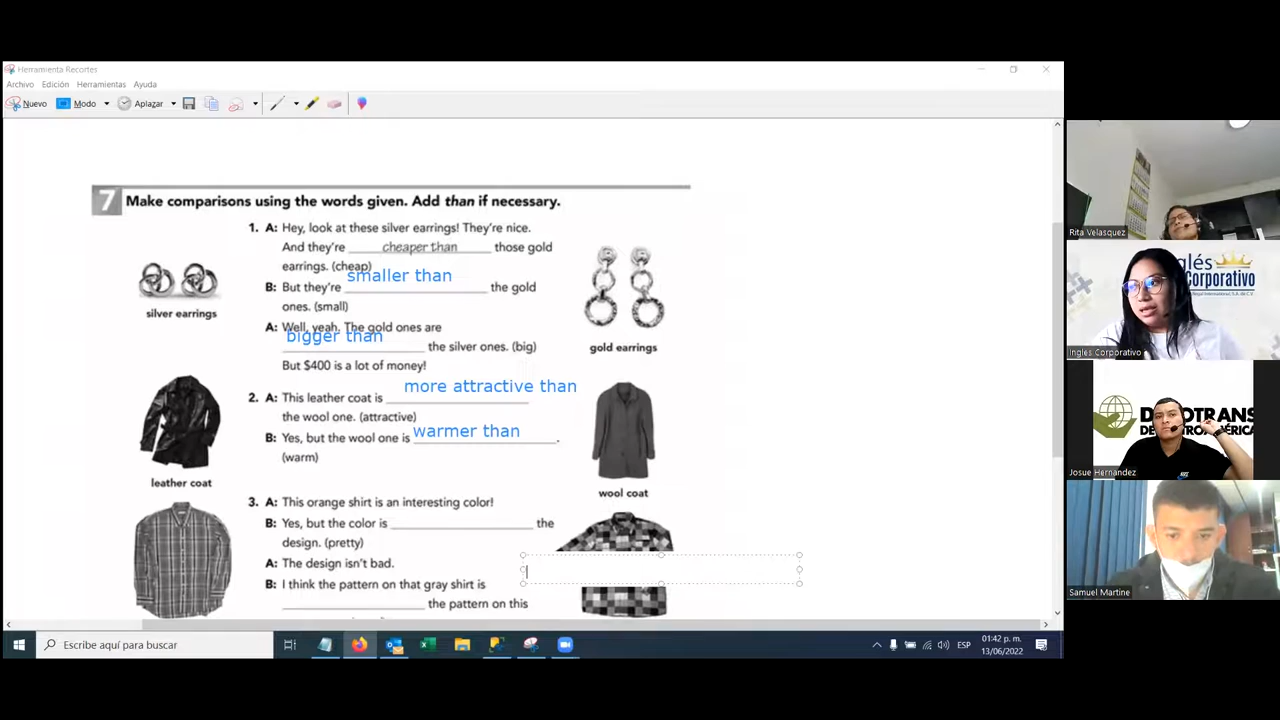 Herramienta Recortes
Archivo Edición Herramientas Ayuda
Nuevo Modo Aplazar
7 Make comparisons using the words given. Add than if necessary.
1. A: Hey, look at these silver earrings! They're nice.
And they're cheaper than those gold
earrings. (cheap)
smaller than
B: But they're the gold
ones. (small)
A: Well, yeah. The gold ones are
bigger than
the silver ones. (big)
But $400 is a lot of money!
silver earrings
gold earrings
more attractive than
2. A: This leather coat is
the wool one. (attractive)
warmer than
B: Yes, but the wool one is .
(warm)
leather coat
wool coat
3. A: This orange shirt is an interesting color!
B: Yes, but the color is the
design. (pretty)
A: The design isn't bad.
B: I think the pattern on that gray shirt is
the pattern on this
Escribe aquí para buscar
ESP
01:42 p. m.
13/06/2022
Rita Velasquez
Inglés
Corporativo
Ingles Corporativo
Josue Hernandez
Samuel Martine